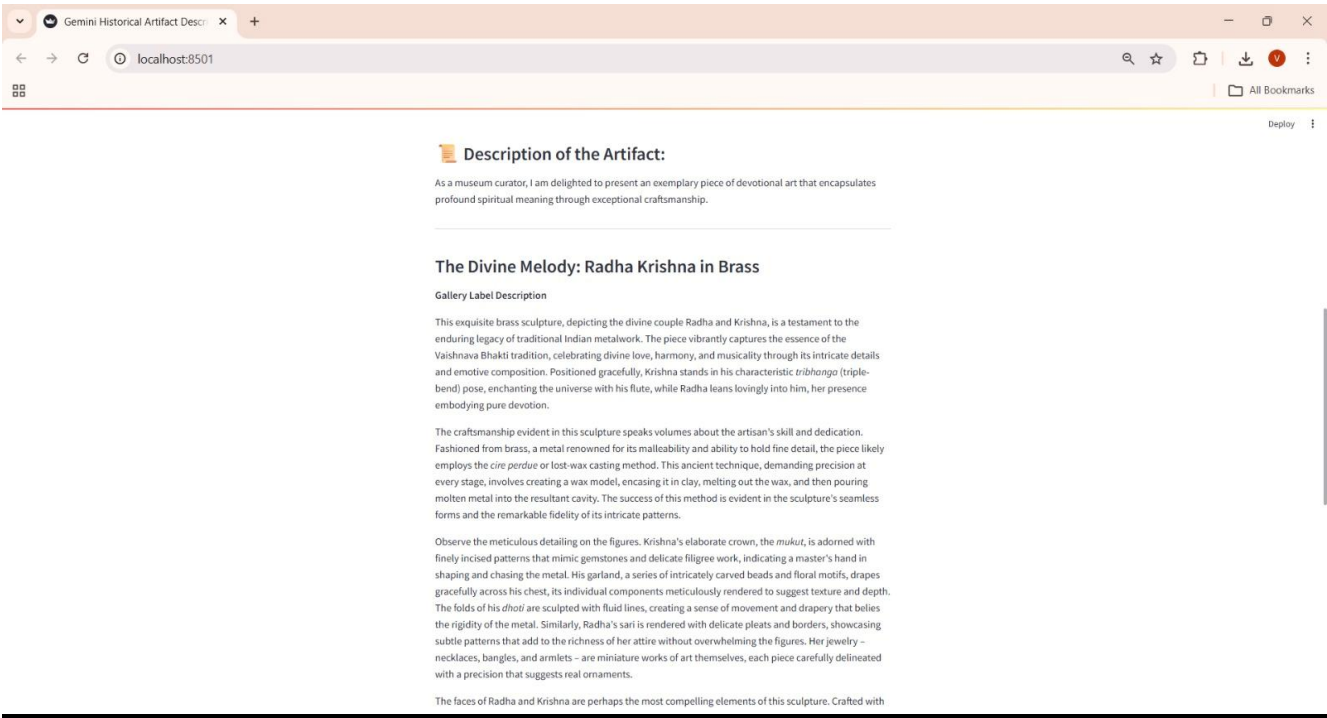 Gemini Historical Artifact Descri
localhost:8501
V
All Bookmarks
Deploy
Description of the Artifact:
As a museum curator, I am delighted to present an exemplary piece of devotional art that encapsulates
profound spiritual meaning through exceptional craftsmanship.
The Divine Melody: Radha Krishna in Brass
Gallery Label Description
This exquisite brass sculpture, depicting the divine couple Radha and Krishna, is a testament to the
enduring legacy of traditional Indian metalwork. The piece vibrantly captures the essence of the
Vaishnava Bhakti tradition, celebrating divine love, harmony, and musicality through its intricate details
and emotive composition. Positioned gracefully, Krishna stands in his characteristic tribhanga (triple-
bend) pose, enchanting the universe with his flute, while Radha leans lovingly into him, her presence
embodying pure devotion.
The craftsmanship evident in this sculpture speaks volumes about the artisan's skill and dedication.
Fashioned from brass, a metal renowned for its malleability and ability to hold fine detail, the piece likely
employs the cire perdue or lost-wax casting method. This ancient technique, demanding precision at
every stage, involves creating a wax model, encasing it in clay, melting out the wax, and then pouring
molten metal into the resultant cavity. The success of this method is evident in the sculpture's seamless
forms and the remarkable fidelity of its intricate patterns.
Observe the meticulous detailing on the figures. Krishna's elaborate crown, the mukut, is adorned with
finely incised patterns that mimic gemstones and delicate filigree work, indicating a master's hand in
shaping and chasing the metal. His garland, a series of intricately carved beads and floral motifs, drapes
gracefully across his chest, its individual components meticulously rendered to suggest texture and depth.
The folds of his dhoti are sculpted with fluid lines, creating a sense of movement and drapery that belies
the rigidity of the metal. Similarly, Radha's sari is rendered with delicate pleats and borders, showcasing
subtle patterns that add to the richness of her attire without overwhelming the figures. Her jewelry –
necklaces, bangles, and armlets – are miniature works of art themselves, each piece carefully delineated
with a precision that suggests real ornaments.
The faces of Radha and Krishna are perhaps the most compelling elements of this sculpture. Crafted with